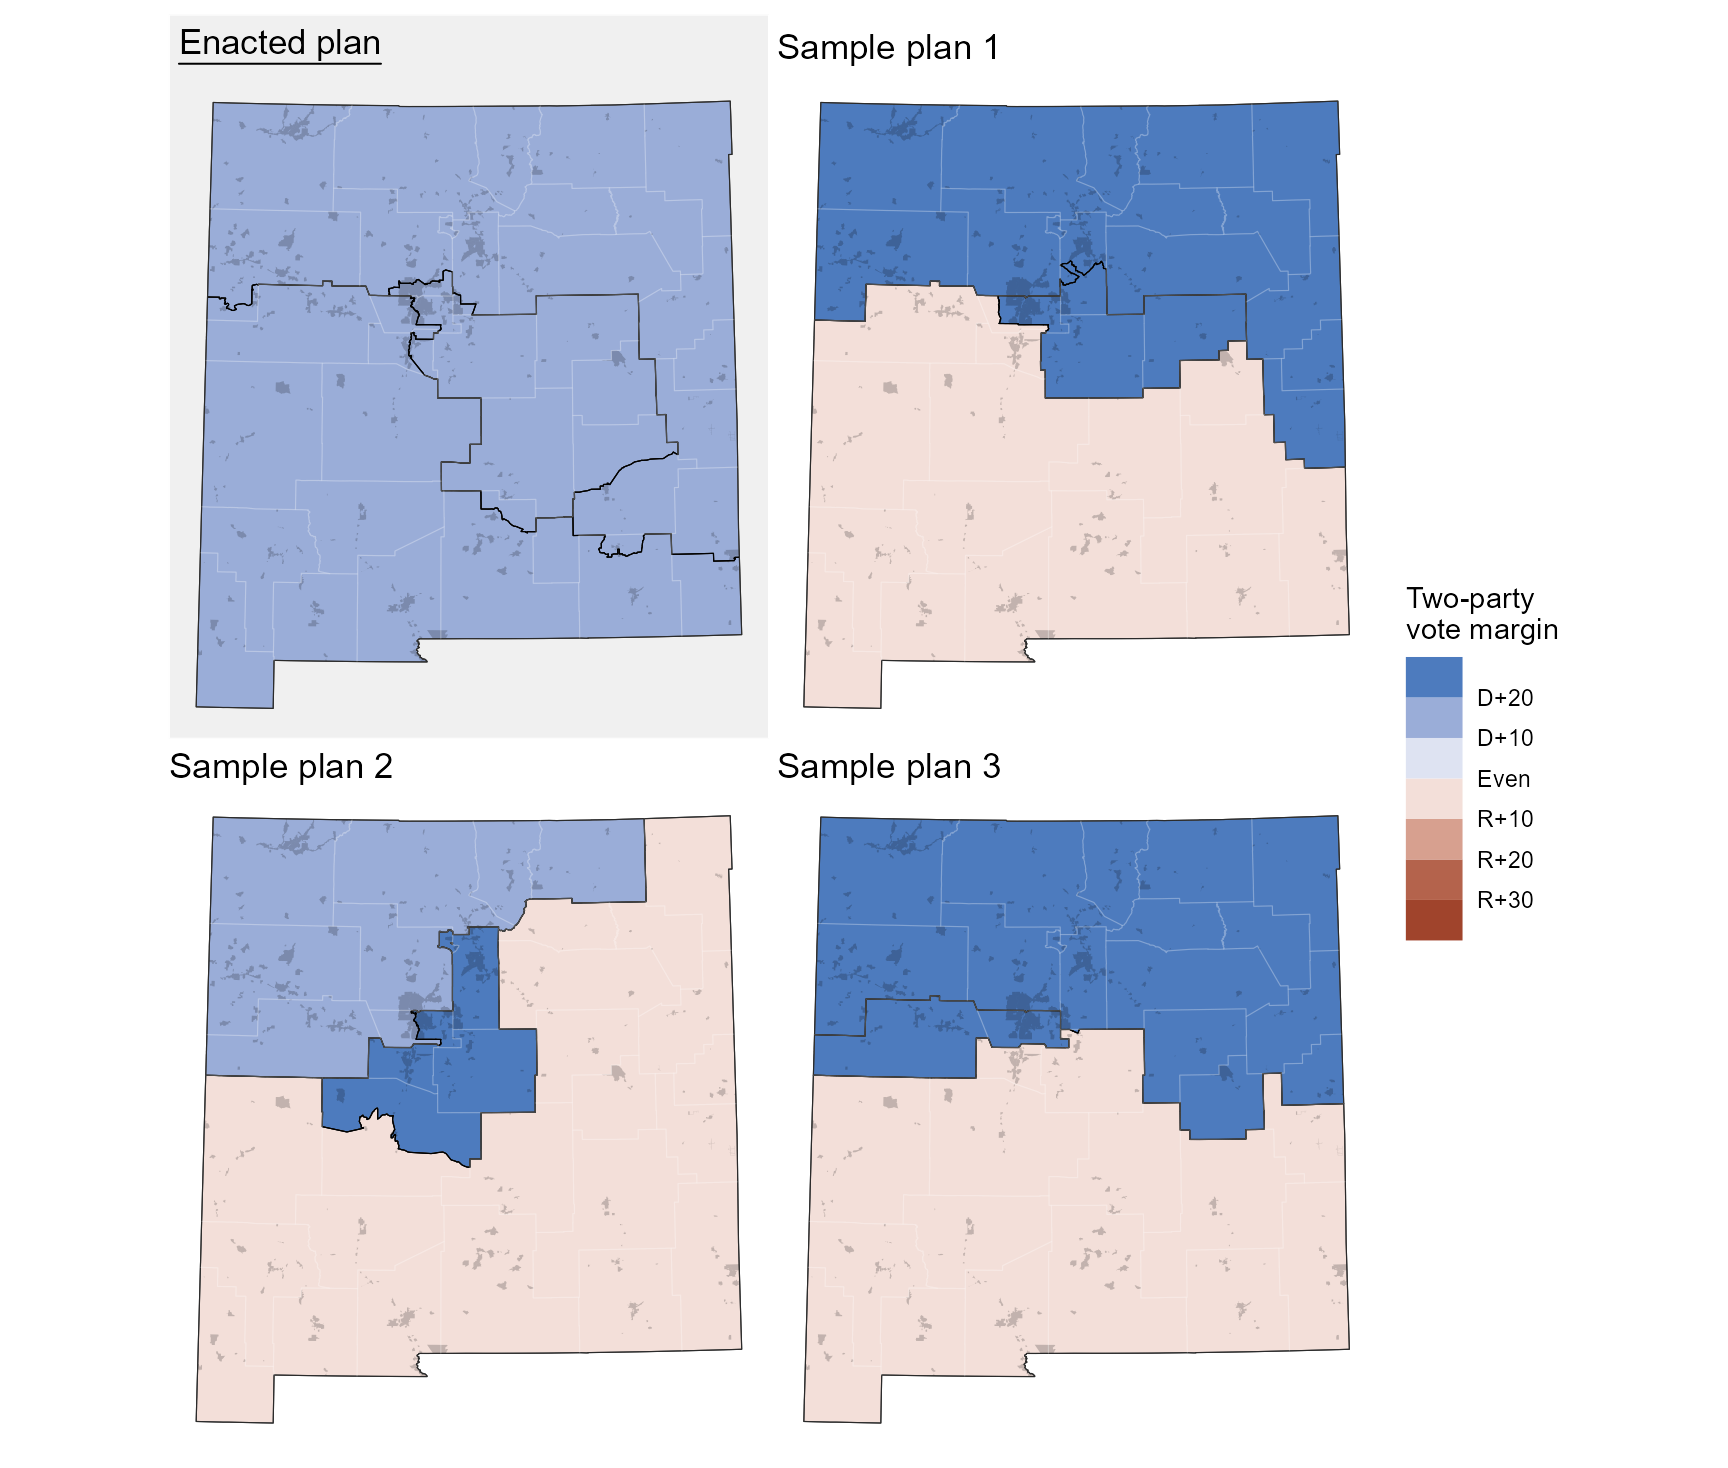 Enacted plan
Sample plan 1
Sample plan 2
Sample plan 3
Two-party
vote margin
D+20
D+10
Even
R+10
R+20
R+30